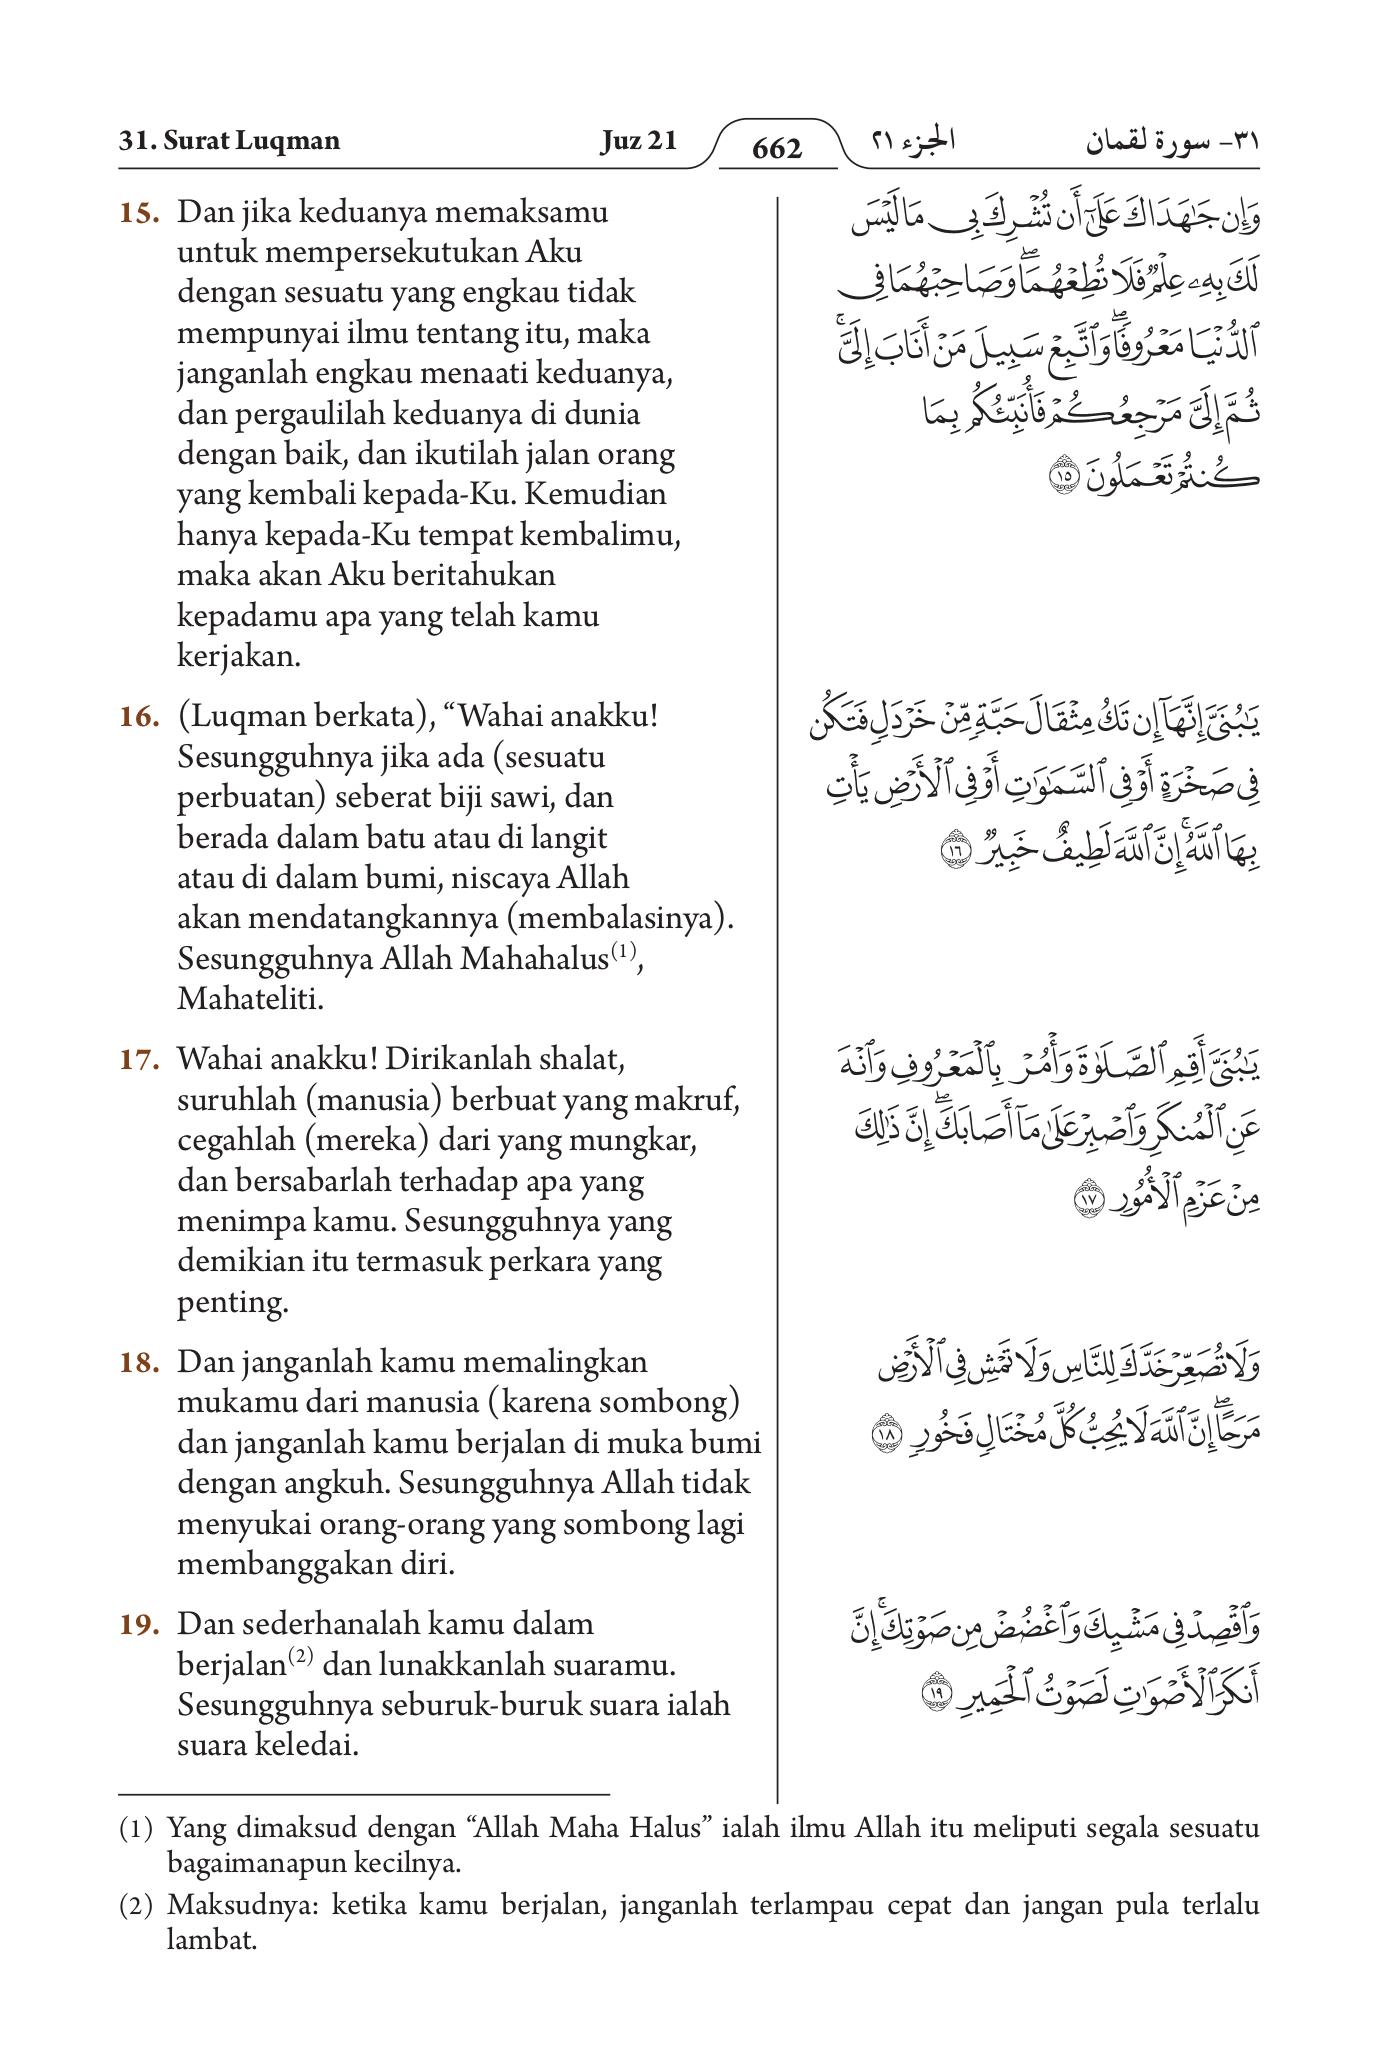 31. Surat Luqman Juz 21 662 الجزء ٢١ ٣١- سورة لقمان
15. Dan jika keduanya memaksamu
untuk mempersekutukan Aku
dengan sesuatu yang engkau tidak
mempunyai ilmu tentang itu, maka
janganlah engkau menaati keduanya,
dan pergaulilah keduanya di dunia
dengan baik, dan ikutilah jalan orang
yang kembali kepada-Ku. Kemudian
hanya kepada-Ku tempat kembalimu,
maka akan Aku beritahukan
kepadamu apa yang telah kamu
kerjakan.
وَإِن جَٰهَدَاكَ عَلَىٰٓ أَن تُشْرِكَ بِى مَا لَيْسَ
لَكَ بِهِۦ عِلْمٌ فَلَا تُطِعْهُمَا ۖ وَصَاحِبْهُمَا فِى
ٱلدُّنْيَا مَعْرُوفًا ۖ وَٱتَّبِعْ سَبِيلَ مَنْ أَنَابَ إِلَىَّ ۚ
ثُمَّ إِلَىَّ مَرْجِعُكُمْ فَأُنَبِّئُكُم بِمَا
كُنتُمْ تَعْمَلُونَ ١٥
16. (Luqman berkata), “Wahai anakku!
Sesungguhnya jika ada (sesuatu
perbuatan) seberat biji sawi, dan
berada dalam batu atau di langit
atau di dalam bumi, niscaya Allah
akan mendatangkannya (membalasinya).
Sesungguhnya Allah Mahahalus(1),
Mahateliti.
يَٰبُنَىَّ إِنَّهَآ إِن تَكُ مِثْقَالَ حَبَّةٍ مِّنْ خَرْدَلٍ فَتَكُن
فِى صَخْرَةٍ أَوْ فِى ٱلسَّمَٰوَٰتِ أَوْ فِى ٱلْأَرْضِ يَأْتِ
بِهَا ٱللَّهُ ۚ إِنَّ ٱللَّهَ لَطِيفٌ خَبِيرٌ ١٦
17. Wahai anakku! Dirikanlah shalat,
suruhlah (manusia) berbuat yang makruf,
cegahlah (mereka) dari yang mungkar,
dan bersabarlah terhadap apa yang
menimpa kamu. Sesungguhnya yang
demikian itu termasuk perkara yang
penting.
يَٰبُنَىَّ أَقِمِ ٱلصَّلَوٰةَ وَأْمُرْ بِٱلْمَعْرُوفِ وَٱنْهَ
عَنِ ٱلْمُنكَرِ وَٱصْبِرْ عَلَىٰ مَآ أَصَابَكَ ۖ إِنَّ ذَٰلِكَ
مِنْ عَزْمِ ٱلْأُمُورِ ١٧
18. Dan janganlah kamu memalingkan
mukamu dari manusia (karena sombong)
dan janganlah kamu berjalan di muka bumi
dengan angkuh. Sesungguhnya Allah tidak
menyukai orang-orang yang sombong lagi
membanggakan diri.
وَلَا تُصَعِّرْ خَدَّكَ لِلنَّاسِ وَلَا تَمْشِ فِى ٱلْأَرْضِ
مَرَحًا ۖ إِنَّ ٱللَّهَ لَا يُحِبُّ كُلَّ مُخْتَالٍ فَخُورٍ ١٨
19. Dan sederhanalah kamu dalam
berjalan(2) dan lunakkanlah suaramu.
Sesungguhnya seburuk-buruk suara ialah
suara keledai.
وَٱقْصِدْ فِى مَشْيِكَ وَٱغْضُضْ مِن صَوْتِكَ ۚ إِنَّ
أَنكَرَ ٱلْأَصْوَٰتِ لَصَوْتُ ٱلْحَمِيرِ ١٩
(1) Yang dimaksud dengan “Allah Maha Halus” ialah ilmu Allah itu meliputi segala sesuatu
bagaimanapun kecilnya.
(2) Maksudnya: ketika kamu berjalan, janganlah terlampau cepat dan jangan pula terlalu
lambat.